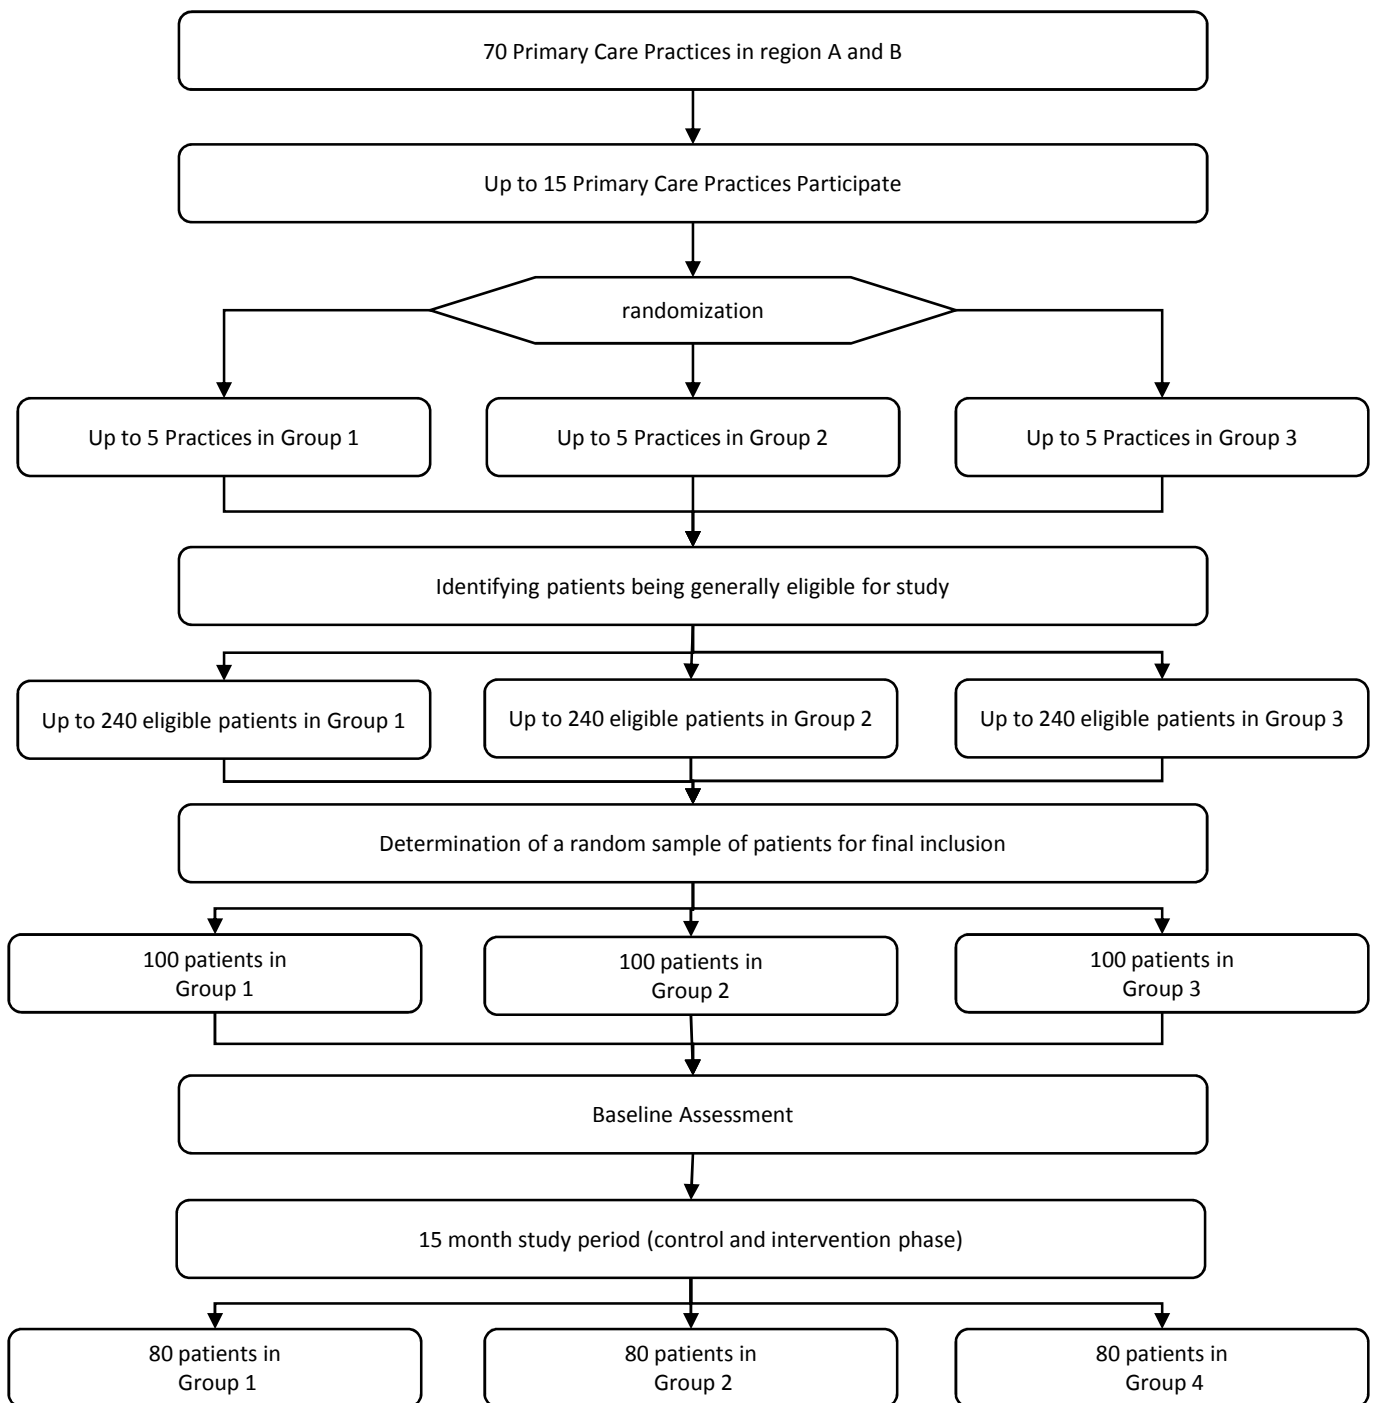 70 Primary Care Practices in region A and B
Up to 15 Primary Care Practices Participate
randomization
Up to 5 Practices in Group 1
Up to 5 Practices in Group 2
Up to 5 Practices in Group 3
Identifying patients being generally eligible for study
Up to 240 eligible patients in Group 1
Up to 240 eligible patients in Group 2
Up to 240 eligible patients in Group 3
Determination of a random sample of patients for final inclusion
100 patients in
Group 1
100 patients in
Group 2
100 patients in
Group 3
Baseline Assessment
15 month study period (control and intervention phase)
80 patients in
Group 1
80 patients in
Group 2
80 patients in
Group 4